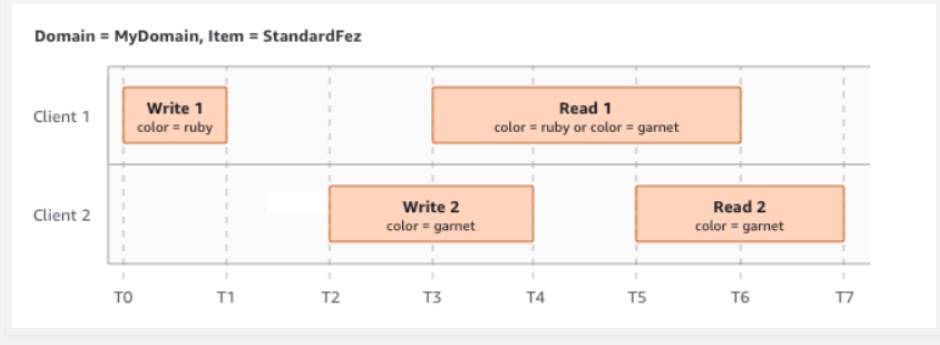 Domain = MyDomain, Item = StandardFez
Client 1
Write 1
color = ruby
Read 1
color = ruby or color = garnet
Client 2
Write 2
color = garnet
Read 2
color = garnet
T0 T1 T2 T3 T4 T5 T6 T7